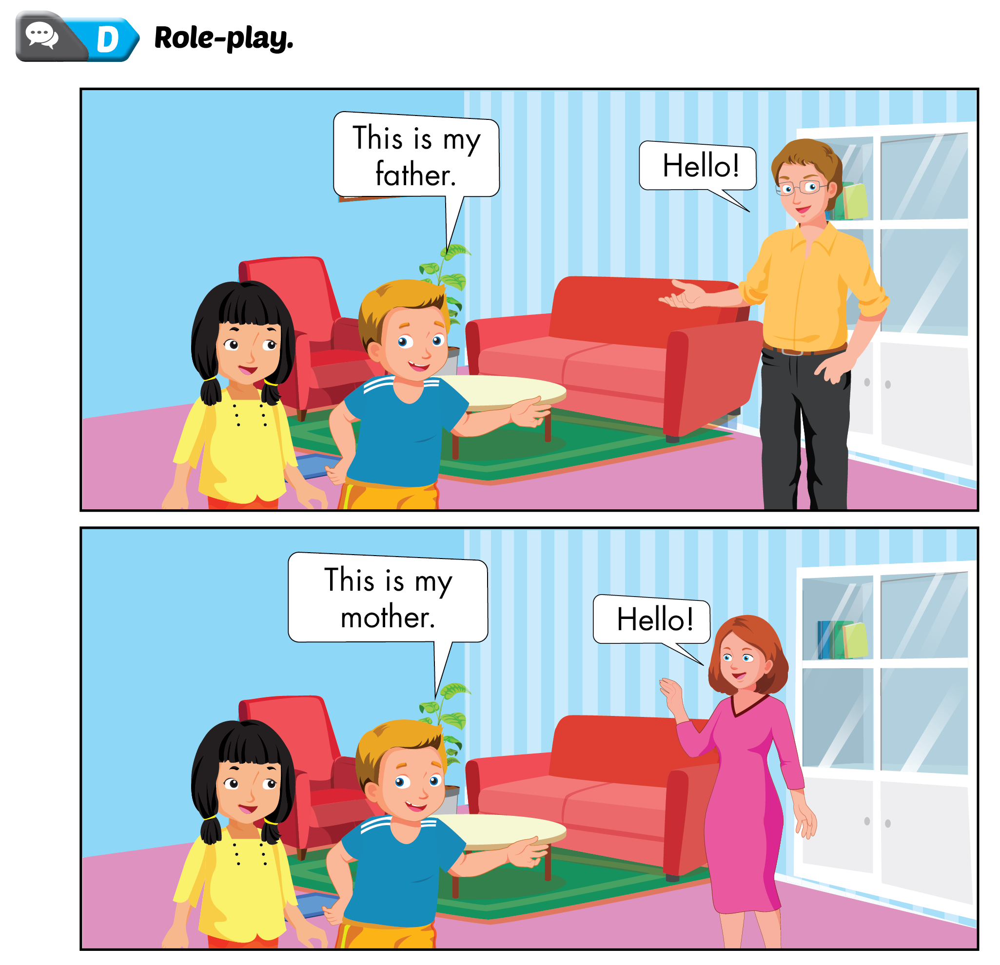 D Role-play.
This is my
father.
Hello!
This is my
mother.
Hello!